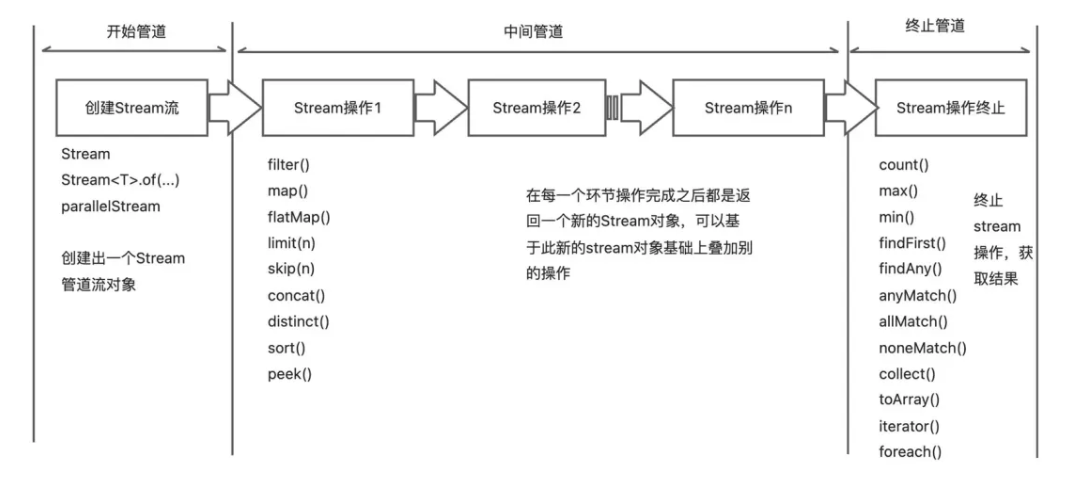 开始管道
中间管道
终止管道
创建Stream流
Stream操作1
Stream操作2
Stream操作n
Stream操作终止
Stream
Stream<T>.of(...)
parallelStream
创建出一个Stream
管道流对象
filter()
map()
flatMap()
limit(n)
skip(n)
concat()
distinct()
sort()
peek()
在每一个环节操作完成之后都是返
回一个新的Stream对象，可以基
于此新的stream对象基础上叠加别
的操作
count()
max()
min()
findFirst()
findAny()
anyMatch()
allMatch()
noneMatch()
collect()
toArray()
iterator()
foreach()
终止
stream
操作，获
取结果